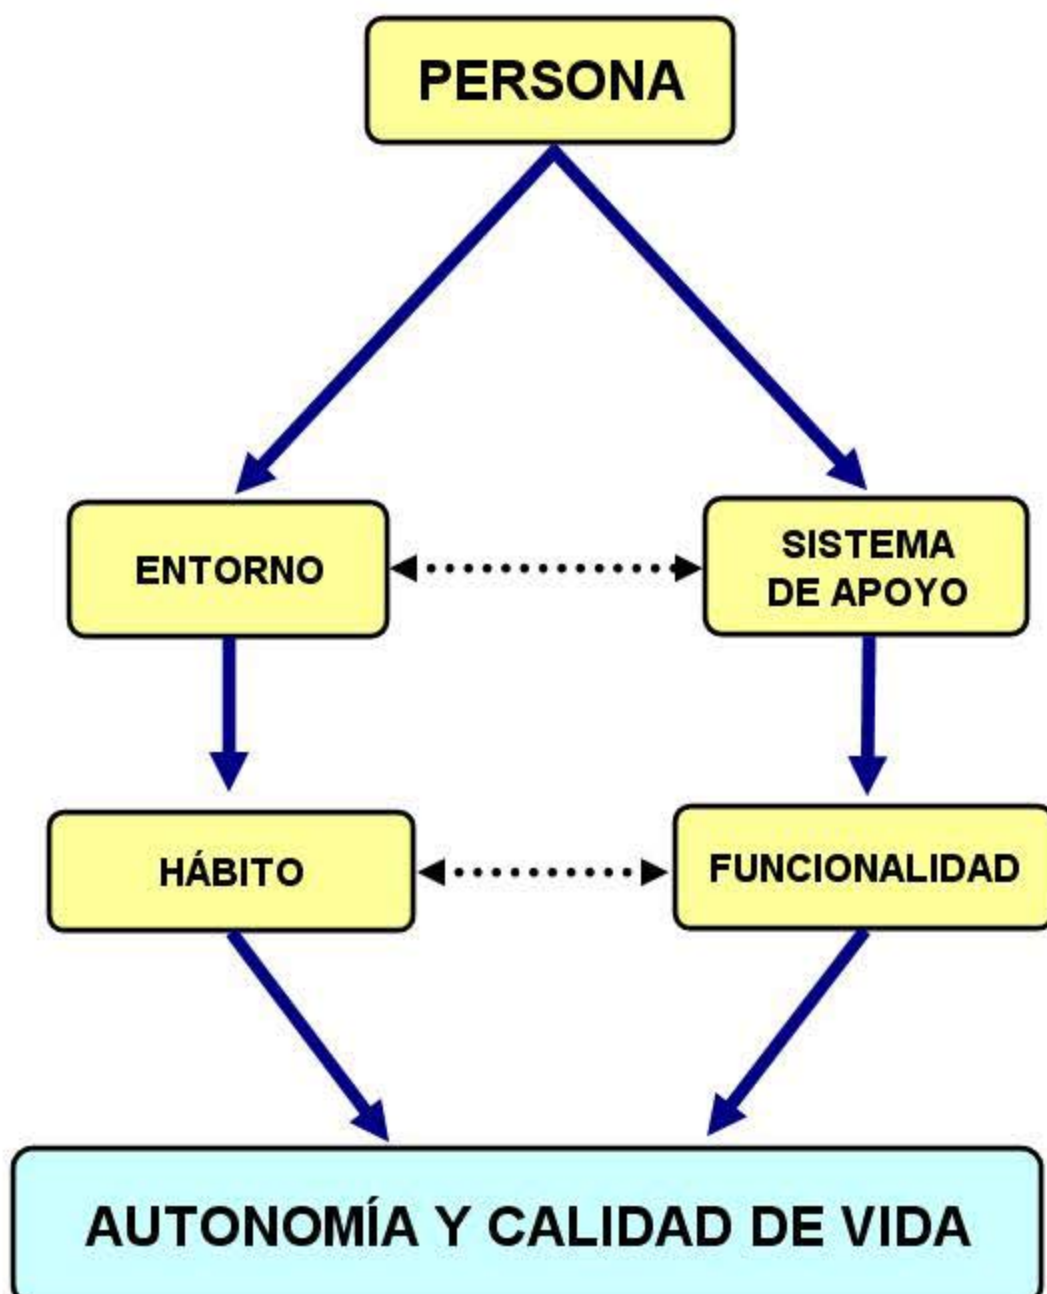 PERSONA
ENTORNO
SISTEMA
DE APOYO
HÁBITO
FUNCIONALIDAD
AUTONOMÍA Y CALIDAD DE VIDA